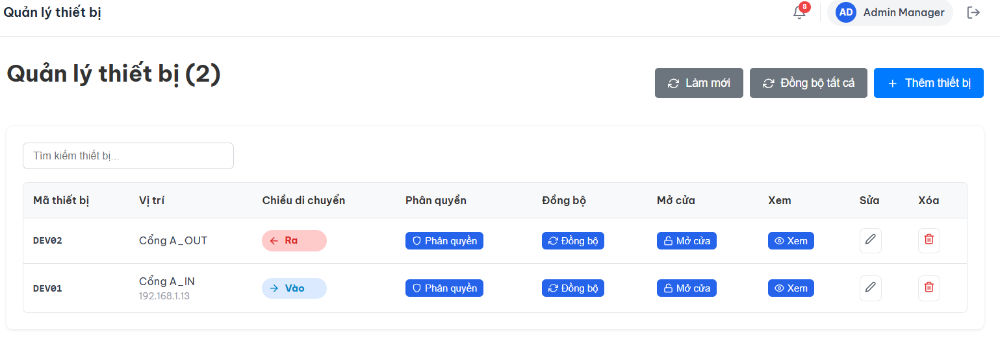 Quản lý thiết bị
8
AD Admin Manager
Quản lý thiết bị (2)
Làm mới Đồng bộ tất cả + Thêm thiết bị
Tìm kiếm thiết bị...
Mã thiết bị Vị trí Chiều di chuyển Phân quyền Đồng bộ Mở cửa Xem Sửa Xóa
DEV02 Cổng A_OUT ← Ra Phân quyền Đồng bộ Mở cửa Xem
DEV01 Cổng A_IN → Vào Phân quyền Đồng bộ Mở cửa Xem
192.168.1.13